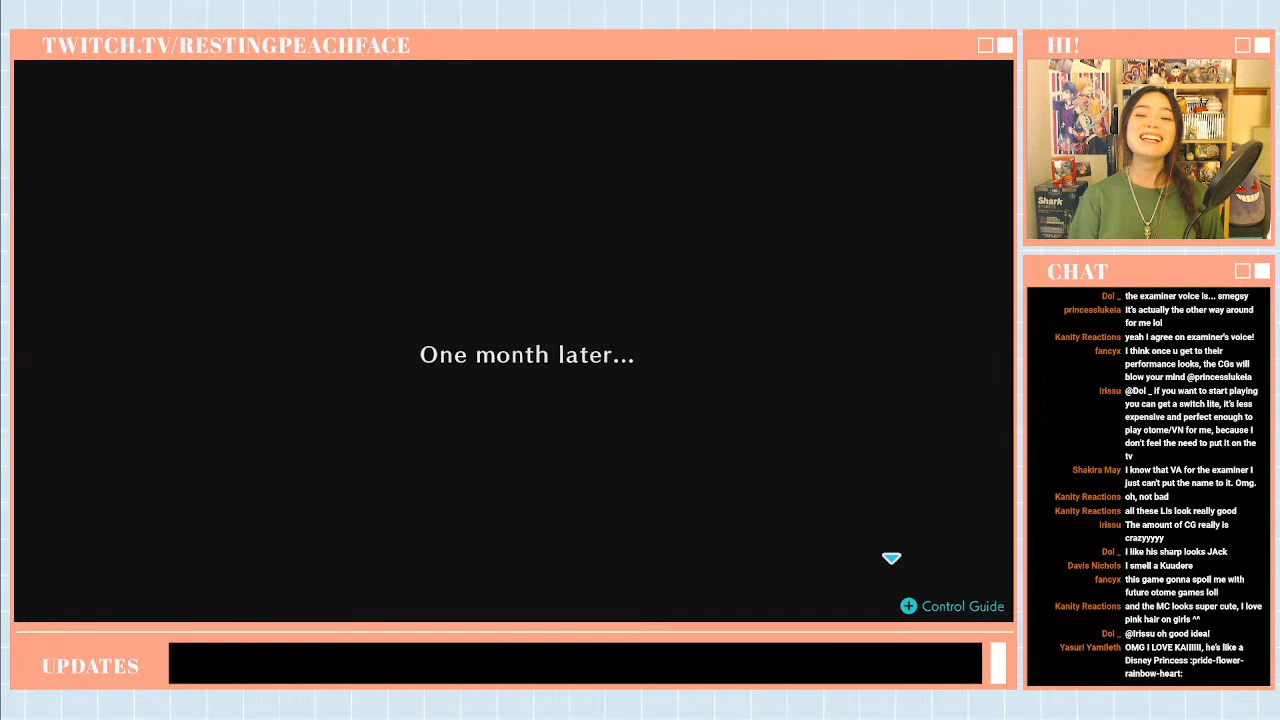 TWITCH.TV/RESTINGPEACHFACE
HI!
Shark
One month later...
Control Guide
CHAT
Dol _ the examiner voice is... smegsy
princesslukeia It's actually the other way around
for me lol
Kanity Reactions yeah I agree on examiner's voice!
fancyx I think once u get to their
performance looks, the CGs will
blow your mind @princesslukeia
Irissu @Dol _ if you want to start playing
you can get a switch lite, it's less
expensive and perfect enough to
play otome/VN for me, because I
don't feel the need to put it on the
tv
Shakira May I know that VA for the examiner I
just can't put the name to it. Omg.
Kanity Reactions oh, not bad
Kanity Reactions all these LIs look really good
Irissu The amount of CG really is
crazyyyyy
Dol _ I like his sharp looks JAck
Davis Nichols I smell a Kuudere
fancyx this game gonna spoil me with
future otome games loll
Kanity Reactions and the MC looks super cute, I love
pink hair on girls ^^
Dol _ @Irissu oh good idea!
Yasuri Yamileth OMG I LOVE KAIIIIII, he's like a
Disney Princess :pride-flower-
rainbow-heart:
UPDATES